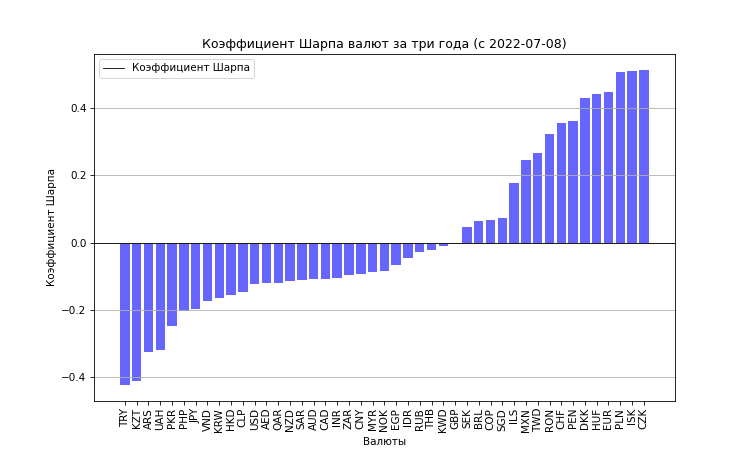 Коэффициент Шарпа валют за три года (с 2022-07-08)
Коэффициент Шарпа
Коэффициент Шарпа
0.4
0.2
0.0
−0.2
−0.4
TRY
KZT
ARS
UAH
PKR
PHP
JPY
VND
KRW
HKD
CLP
USD
AED
QAR
NZD
SAR
AUD
CAD
INR
ZAR
CNY
MYR
NOK
EGP
IDR
RUB
THB
KWD
GBP
SEK
BRL
COP
SGD
ILS
MXN
TWD
RON
CHF
PEN
DKK
HUF
EUR
PLN
ISK
CZK
Валюты